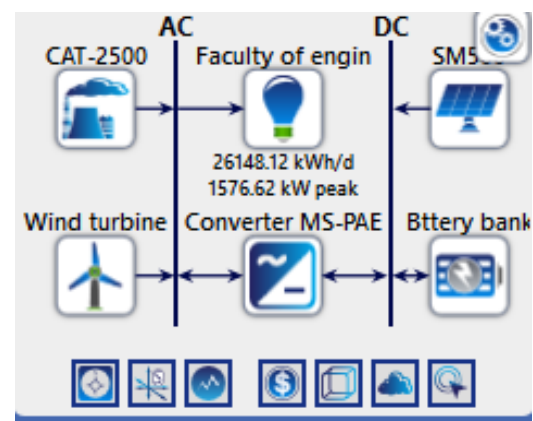 AC DC
CAT-2500 Faculty of engin
26148.12 kWh/d
1576.62 kW peak
Wind turbine Converter MS-PAE Bttery bank